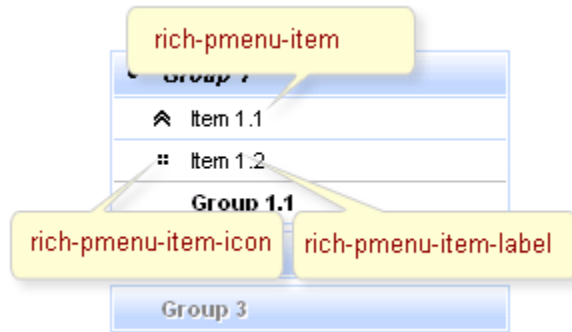 rich-pmenu-item
Group 1
Item 1.1
Item 1.2
Group 1.1
rich-pmenu-item-icon
rich-pmenu-item-label
Group 3